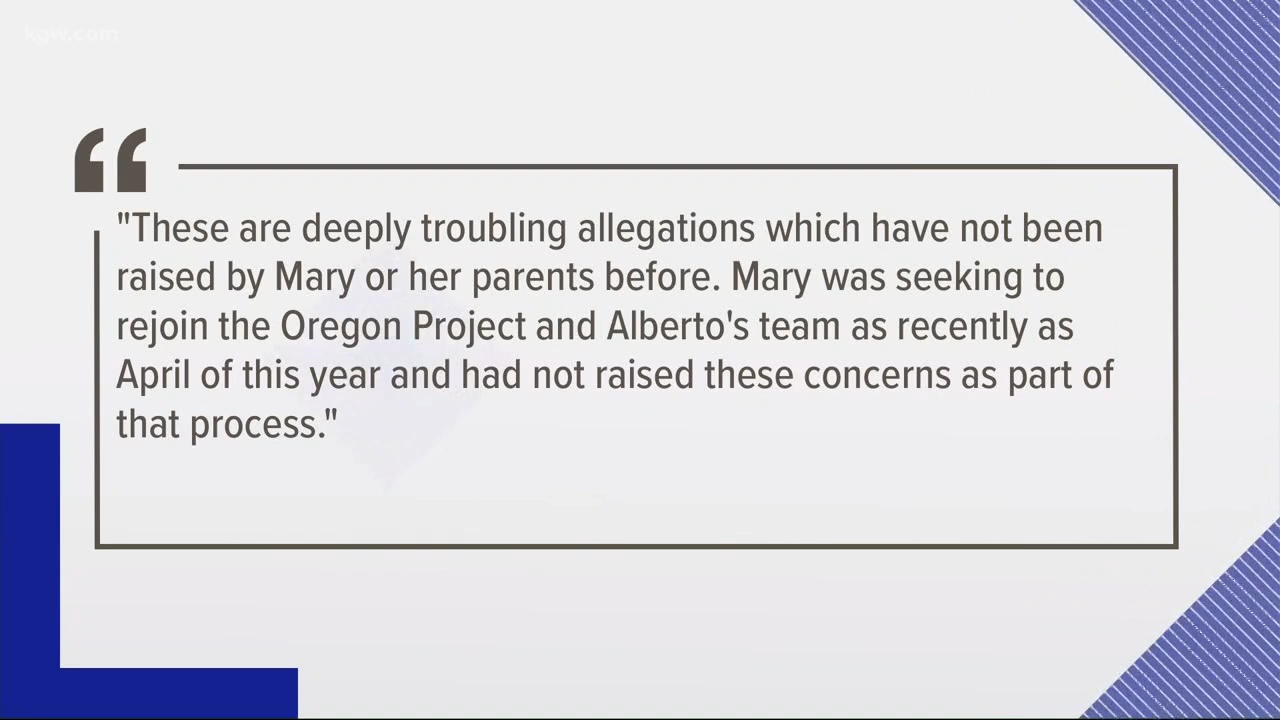 kgw.com
“
"These are deeply troubling allegations which have not been
raised by Mary or her parents before. Mary was seeking to
rejoin the Oregon Project and Alberto's team as recently as
April of this year and had not raised these concerns as part of
that process."